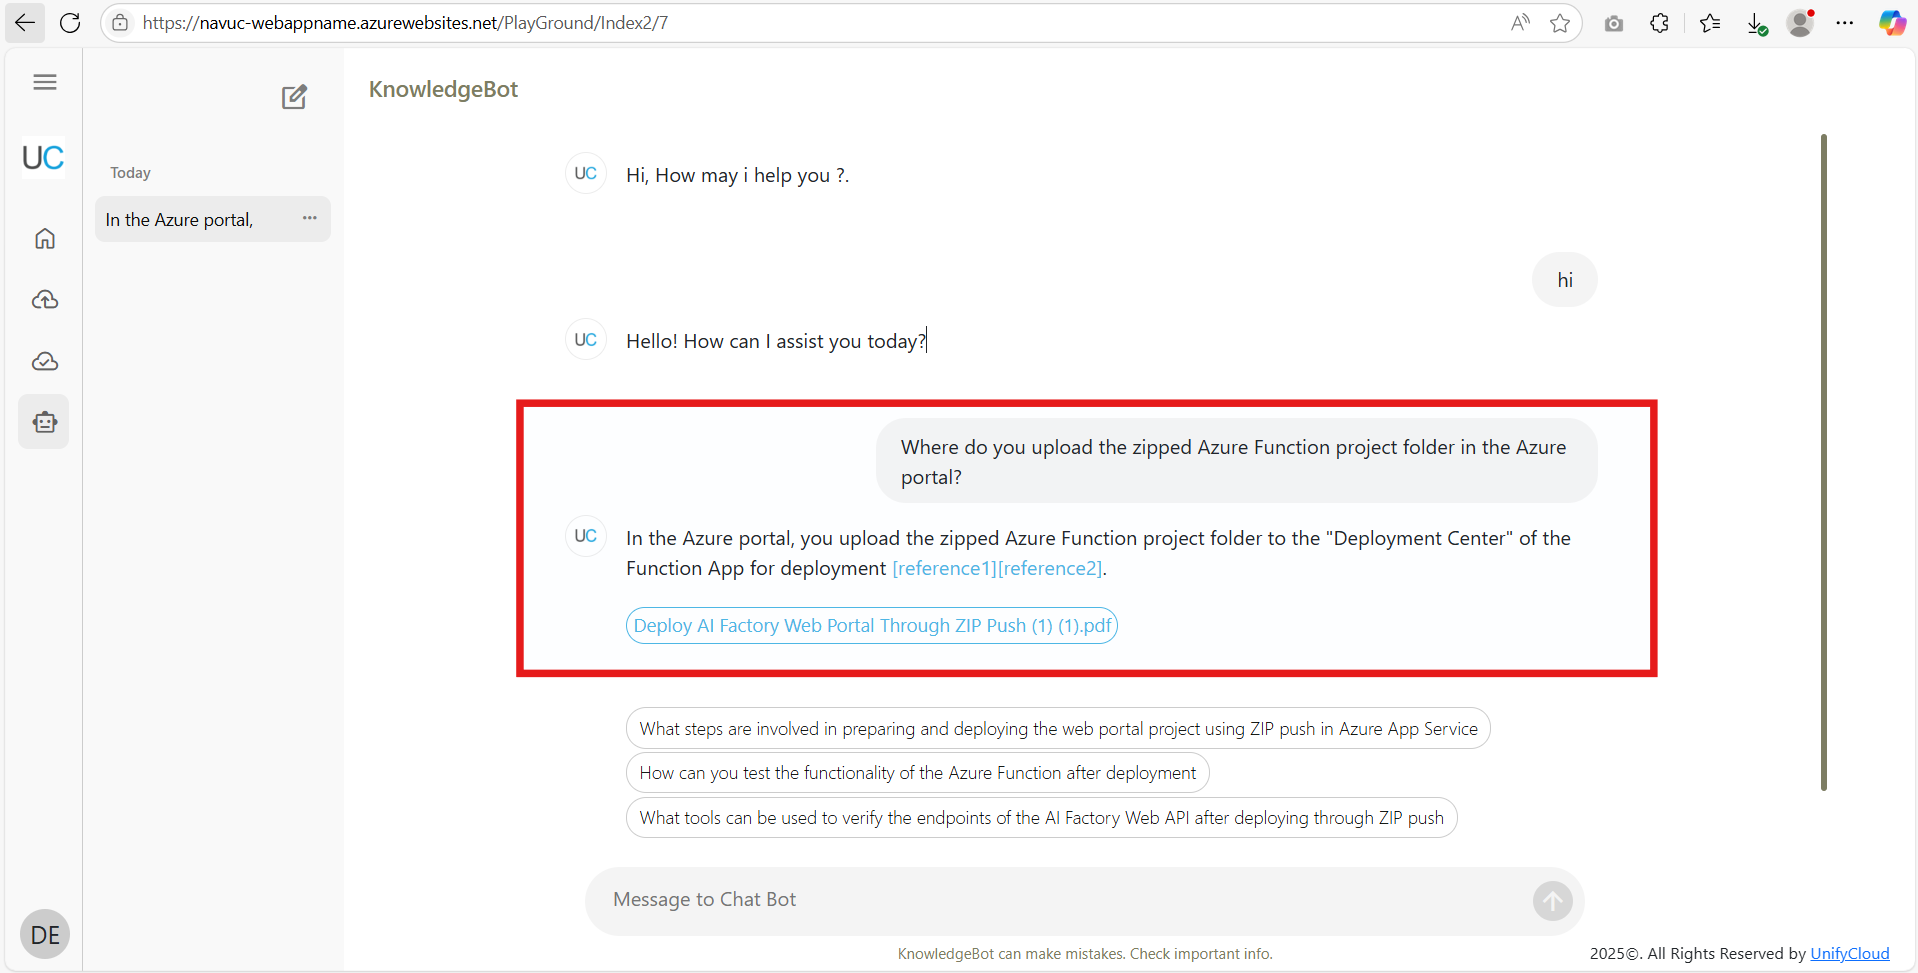 https://navuc-webappname.azurewebsites.net/PlayGround/Index2/7
KnowledgeBot
UC
Today
In the Azure portal,
UC
Hi, How may i help you ?.
hi
UC
Hello! How can I assist you today?
Where do you upload the zipped Azure Function project folder in the Azure
portal?
UC
In the Azure portal, you upload the zipped Azure Function project folder to the "Deployment Center" of the
Function App for deployment [reference1][reference2].
Deploy AI Factory Web Portal Through ZIP Push (1) (1).pdf
What steps are involved in preparing and deploying the web portal project using ZIP push in Azure App Service
How can you test the functionality of the Azure Function after deployment
What tools can be used to verify the endpoints of the AI Factory Web API after deploying through ZIP push
Message to Chat Bot
DE
KnowledgeBot can make mistakes. Check important info.
2025©. All Rights Reserved by UnifyCloud